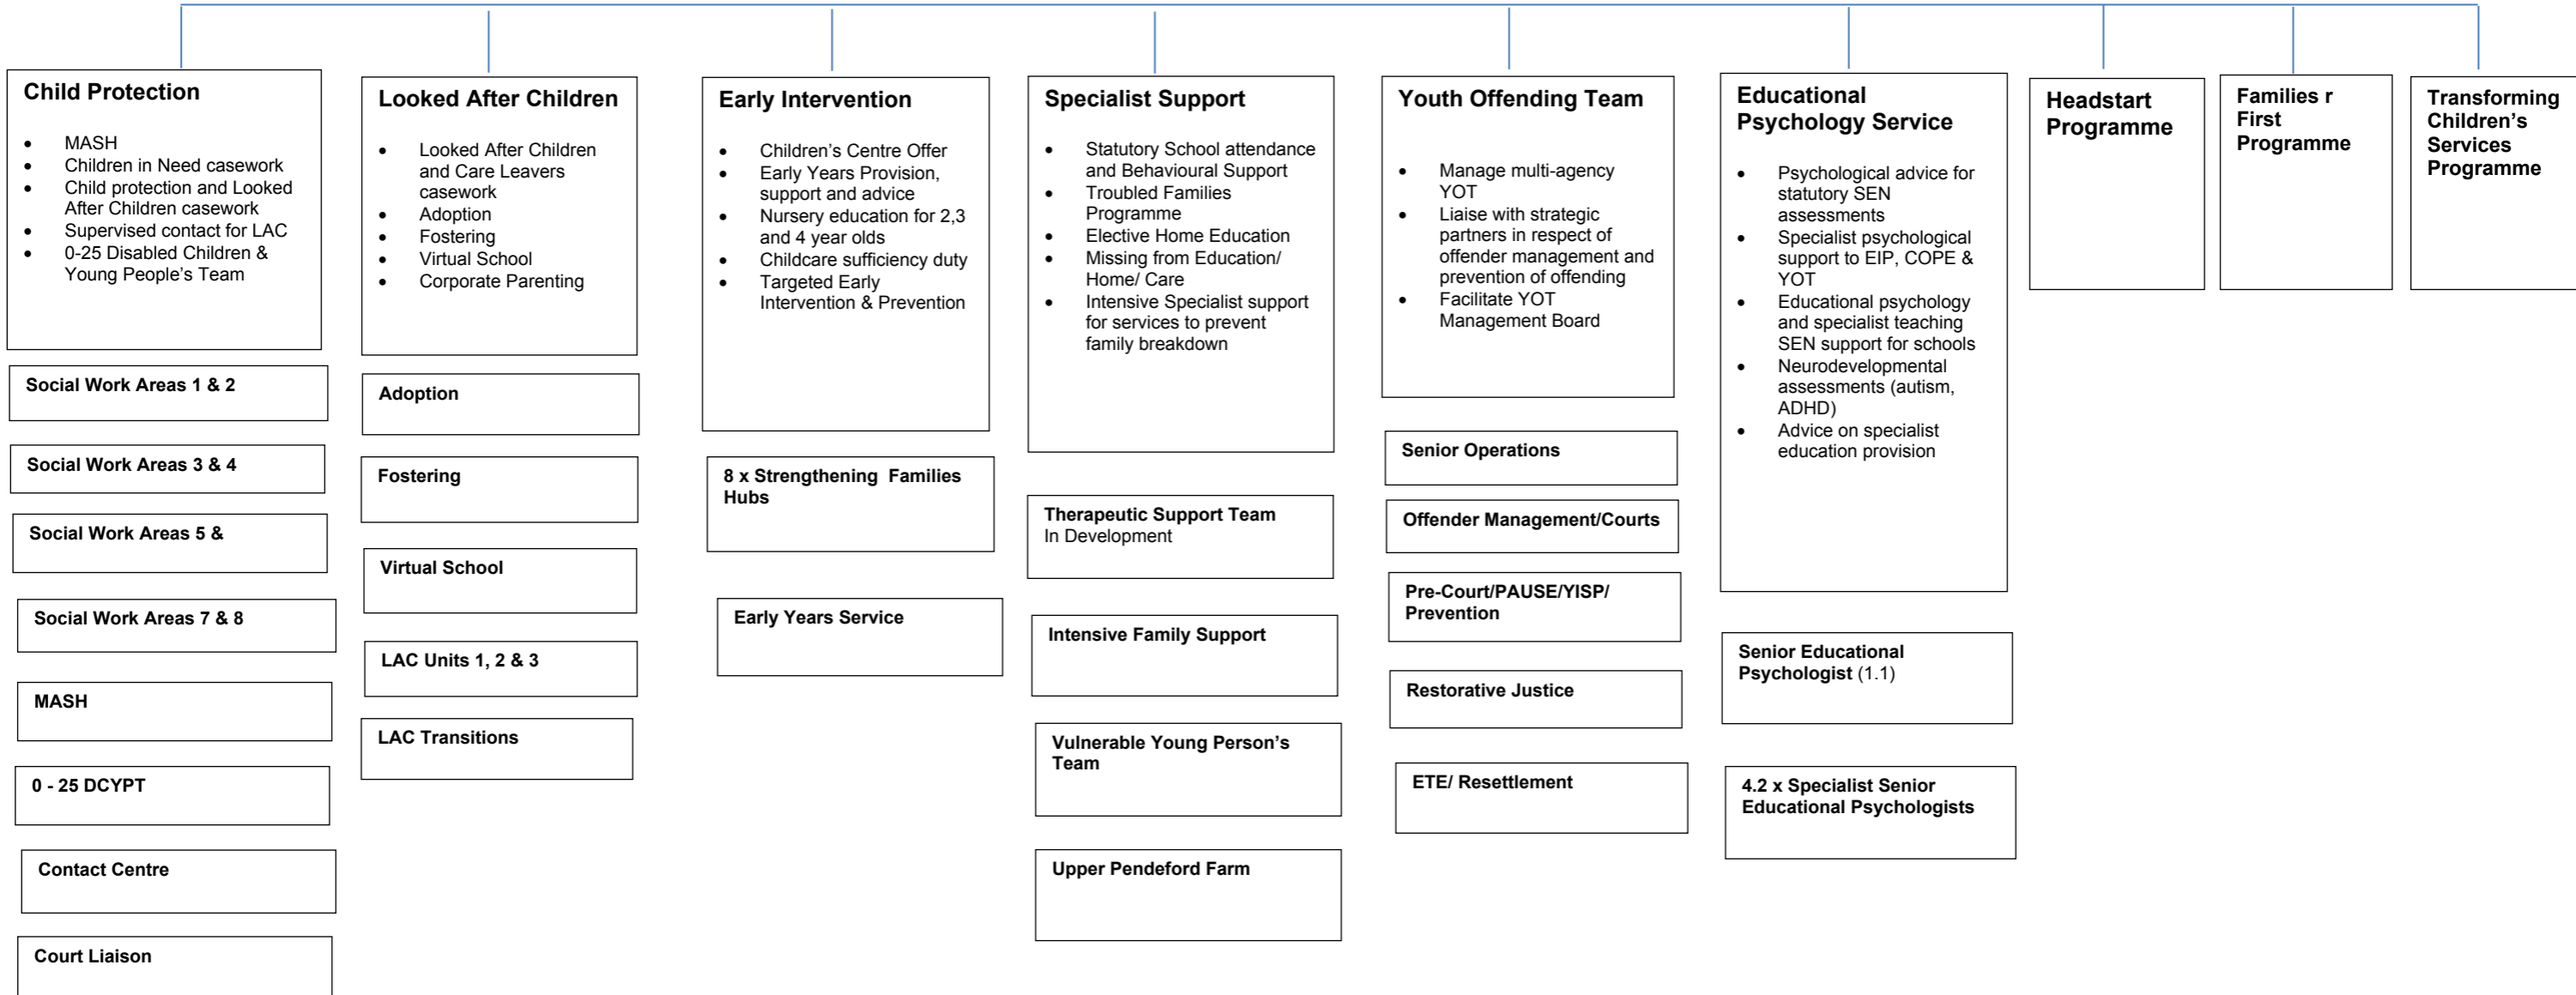 Child Protection
MASH
Children in Need casework
Child protection and Looked
After Children casework
Supervised contact for LAC
0-25 Disabled Children &
Young People's Team
Social Work Areas 1 & 2
Social Work Areas 3 & 4
Social Work Areas 5 &
Social Work Areas 7 & 8
MASH
0 - 25 DCYPT
Contact Centre
Court Liaison
Looked After Children
Looked After Children
and Care Leavers
casework
Adoption
Fostering
Virtual School
Corporate Parenting
Adoption
Fostering
Virtual School
LAC Units 1, 2 & 3
LAC Transitions
Early Intervention
Children's Centre Offer
Early Years Provision,
support and advice
Nursery education for 2,3
and 4 year olds
Childcare sufficiency duty
Targeted Early
Intervention & Prevention
8 x Strengthening Families
Hubs
Early Years Service
Specialist Support
Statutory School attendance
and Behavioural Support
Troubled Families
Programme
Elective Home Education
Missing from Education/
Home/ Care
Intensive Specialist support
for services to prevent
family breakdown
Therapeutic Support Team
In Development
Intensive Family Support
Vulnerable Young Person's
Team
Upper Pendeford Farm
Youth Offending Team
Manage multi-agency
YOT
Liaise with strategic
partners in respect of
offender management and
prevention of offending
Facilitate YOT
Management Board
Senior Operations
Offender Management/Courts
Pre-Court/PAUSE/YISP/
Prevention
Restorative Justice
ETE/ Resettlement
Educational
Psychology Service
Psychological advice for
statutory SEN
assessments
Specialist psychological
support to EIP, COPE &
YOT
Educational psychology
and specialist teaching
SEN support for schools
Neurodevelopmental
assessments (autism,
ADHD)
Advice on specialist
education provision
Senior Educational
Psychologist (1.1)
4.2 x Specialist Senior
Educational Psychologists
Headstart
Programme
Families r
First
Programme
Transforming
Children's
Services
Programme